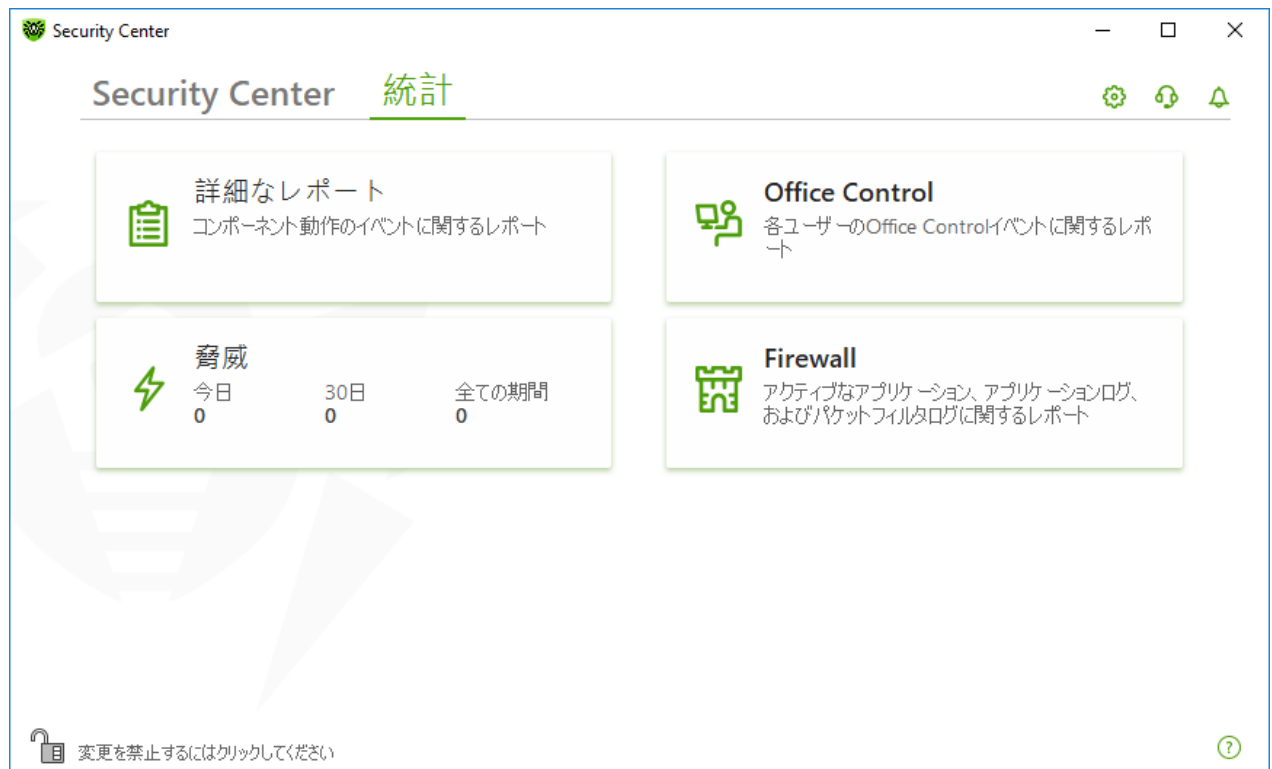 Security Center
Security Center 統計
詳細なレポート
コンポーネント動作のイベントに関するレポート
Office Control
各ユーザーのOffice Controlイベントに関するレポ
ート
脅威
今日 30日 全ての期間
0 0 0
Firewall
アクティブなアプリケーション、アプリケーションログ、
およびパケットフィルタログに関するレポート
変更を禁止するにはクリックしてください
?